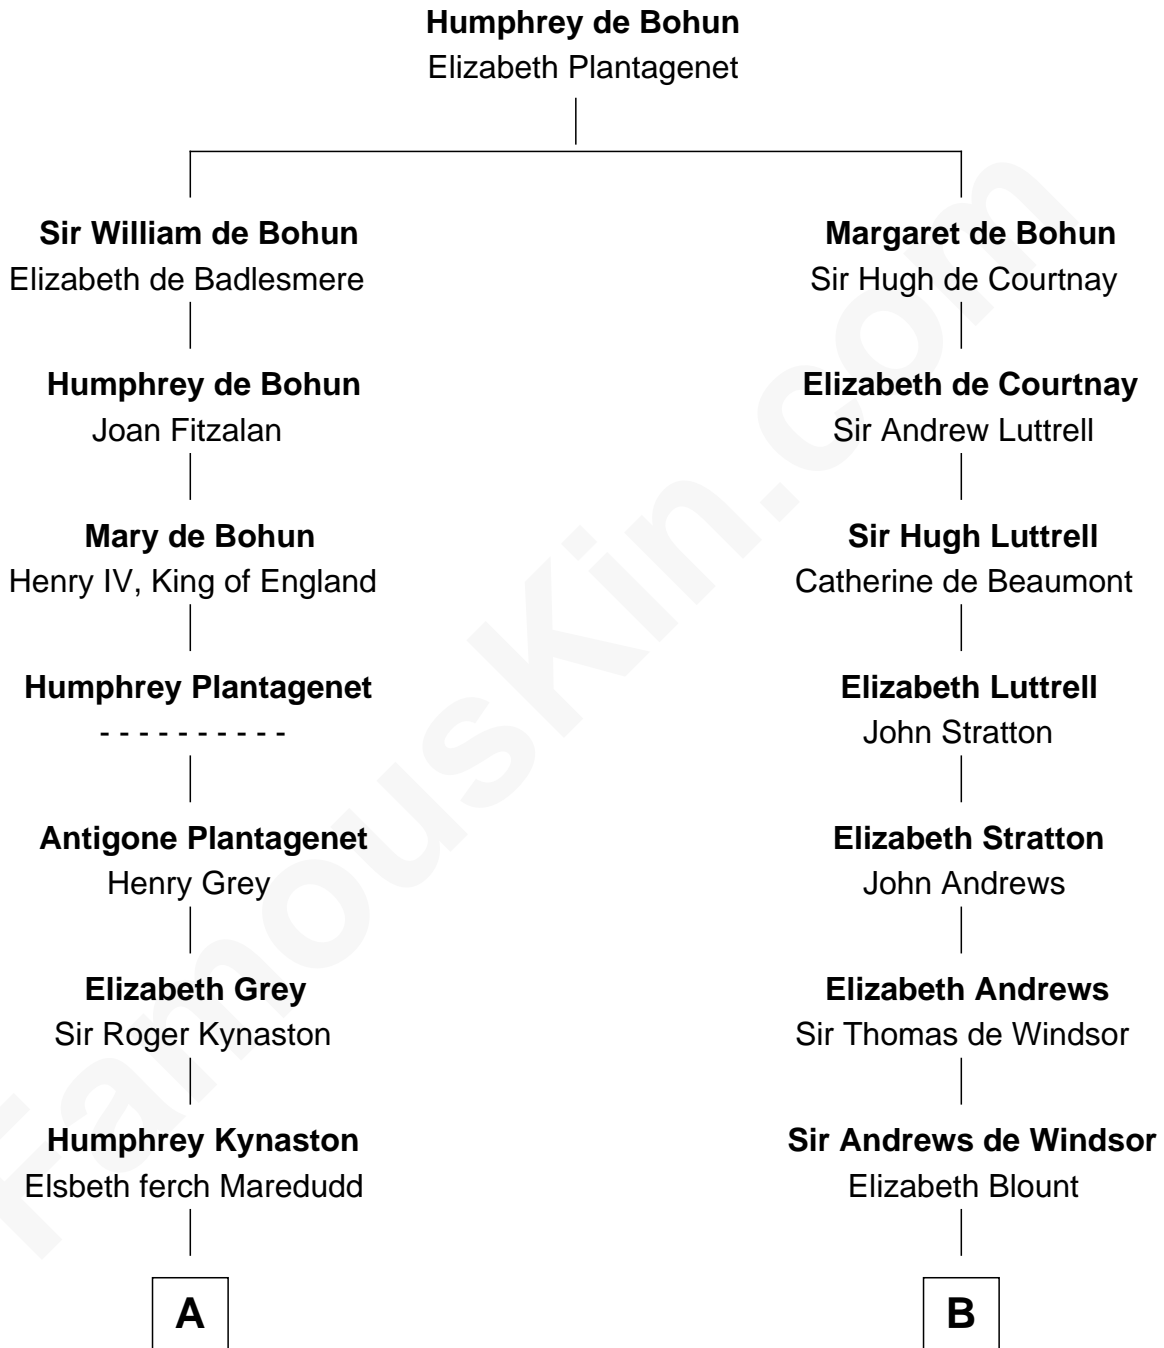 Humphrey de Bohun
Elizabeth Plantagenet
Sir William de Bohun
Elizabeth de Badlesmere
Humphrey de Bohun
Joan Fitzalan
Mary de Bohun
Henry IV, King of England
Humphrey Plantagenet
- - - - - - - - - -
Antigone Plantagenet
Henry Grey
Elizabeth Grey
Sir Roger Kynaston
Humphrey Kynaston
Elsbeth ferch Maredudd
A
Margaret de Bohun
Sir Hugh de Courtnay
Elizabeth de Courtnay
Sir Andrew Luttrell
Sir Hugh Luttrell
Catherine de Beaumont
Elizabeth Luttrell
John Stratton
Elizabeth Stratton
John Andrews
Elizabeth Andrews
Sir Thomas de Windsor
Sir Andrews de Windsor
Elizabeth Blount
B
FamousKin.com